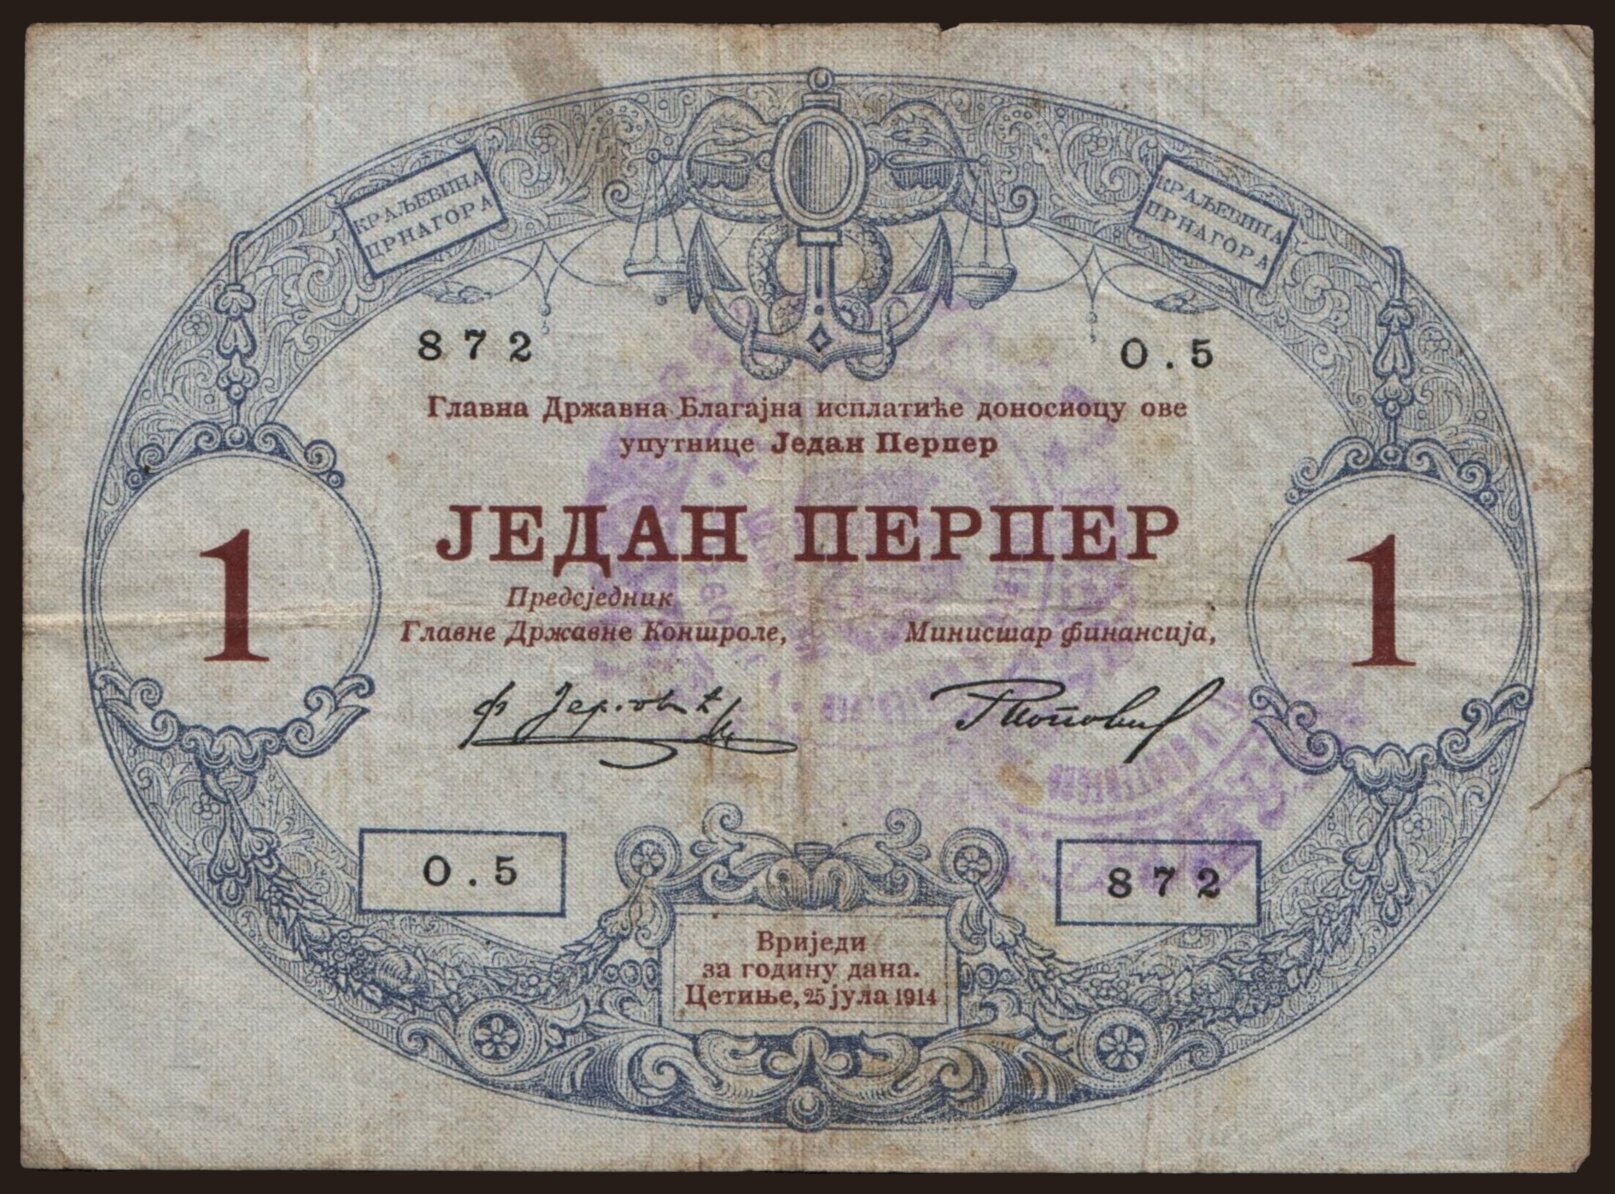 КРАЉЕВИНА
ЦРНАГОРА
КРАЉЕВИНА
ЦРНАГОРА
872
О.5
Главна Државна Благајна исплатиће доносиоцу ове
упутнице Један Перпер
ЈЕДАН ПЕРПЕР
1
1
Предсједник
Главне Државне Контроле,
Министар финансија,
О.5
872
Вриједи
за годину дана.
Цетиње, 25 јула 1914